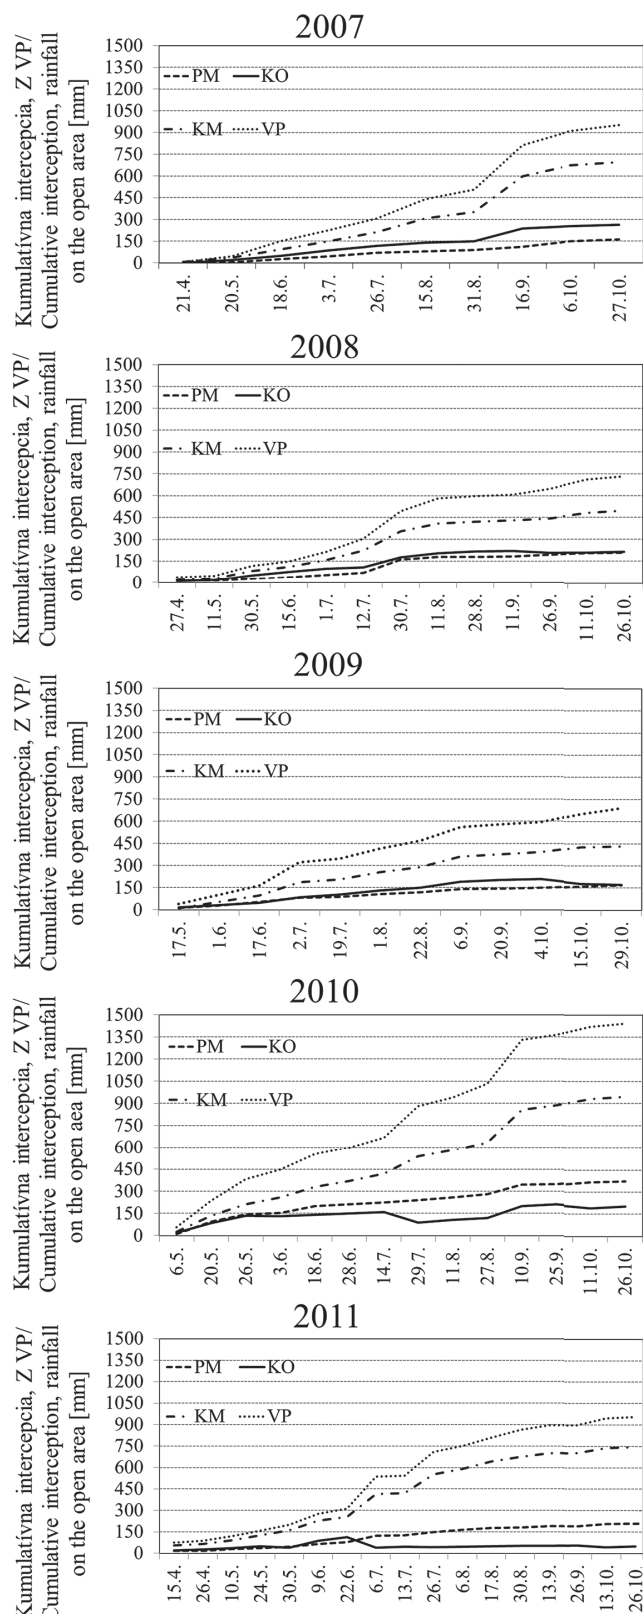 2007
Kumulatívna intercepcia, Z VP/
Cumulative interception, rainfall
on the open area [mm]
1500
1350
1200
1050
900
750
600
450
300
150
0
PM KO
KM VP
21.4. 20.5. 18.6. 3.7. 26.7. 15.8. 31.8. 16.9. 6.10. 27.10.
2008
Kumulatívna intercepcia, Z VP/
Cumulative interception, rainfall
on the open area [mm]
1500
1350
1200
1050
900
750
600
450
300
150
0
PM KO
KM VP
27.4. 11.5. 30.5. 15.6. 1.7. 12.7. 30.7. 11.8. 28.8. 11.9. 26.9. 11.10. 26.10.
2009
Kumulatívna intercepcia, Z VP/
Cumulative interception, rainfall
on the open area [mm]
1500
1350
1200
1050
900
750
600
450
300
150
0
PM KO
KM VP
17.5. 1.6. 17.6. 2.7. 19.7. 1.8. 22.8. 6.9. 20.9. 4.10. 15.10. 29.10.
2010
Kumulatívna intercepcia, Z VP/
Cumulative interception, rainfall
on the open aea [mm]
1500
1350
1200
1050
900
750
600
450
300
150
0
PM KO
KM VP
6.5. 20.5. 26.5. 3.6. 18.6. 28.6. 14.7. 29.7. 11.8. 27.8. 10.9. 25.9. 11.10. 26.10.
2011
Kumulatívna intercepcia, Z VP/
Cumulative interception, rainfall
on the open area [mm]
1500
1350
1200
1050
900
750
600
450
300
150
0
PM KO
KM VP
15.4. 26.4. 10.5. 24.5. 30.5. 9.6. 22.6. 6.7. 13.7. 26.7. 6.8. 17.8. 30.8. 13.9. 26.9. 13.10. 26.10.